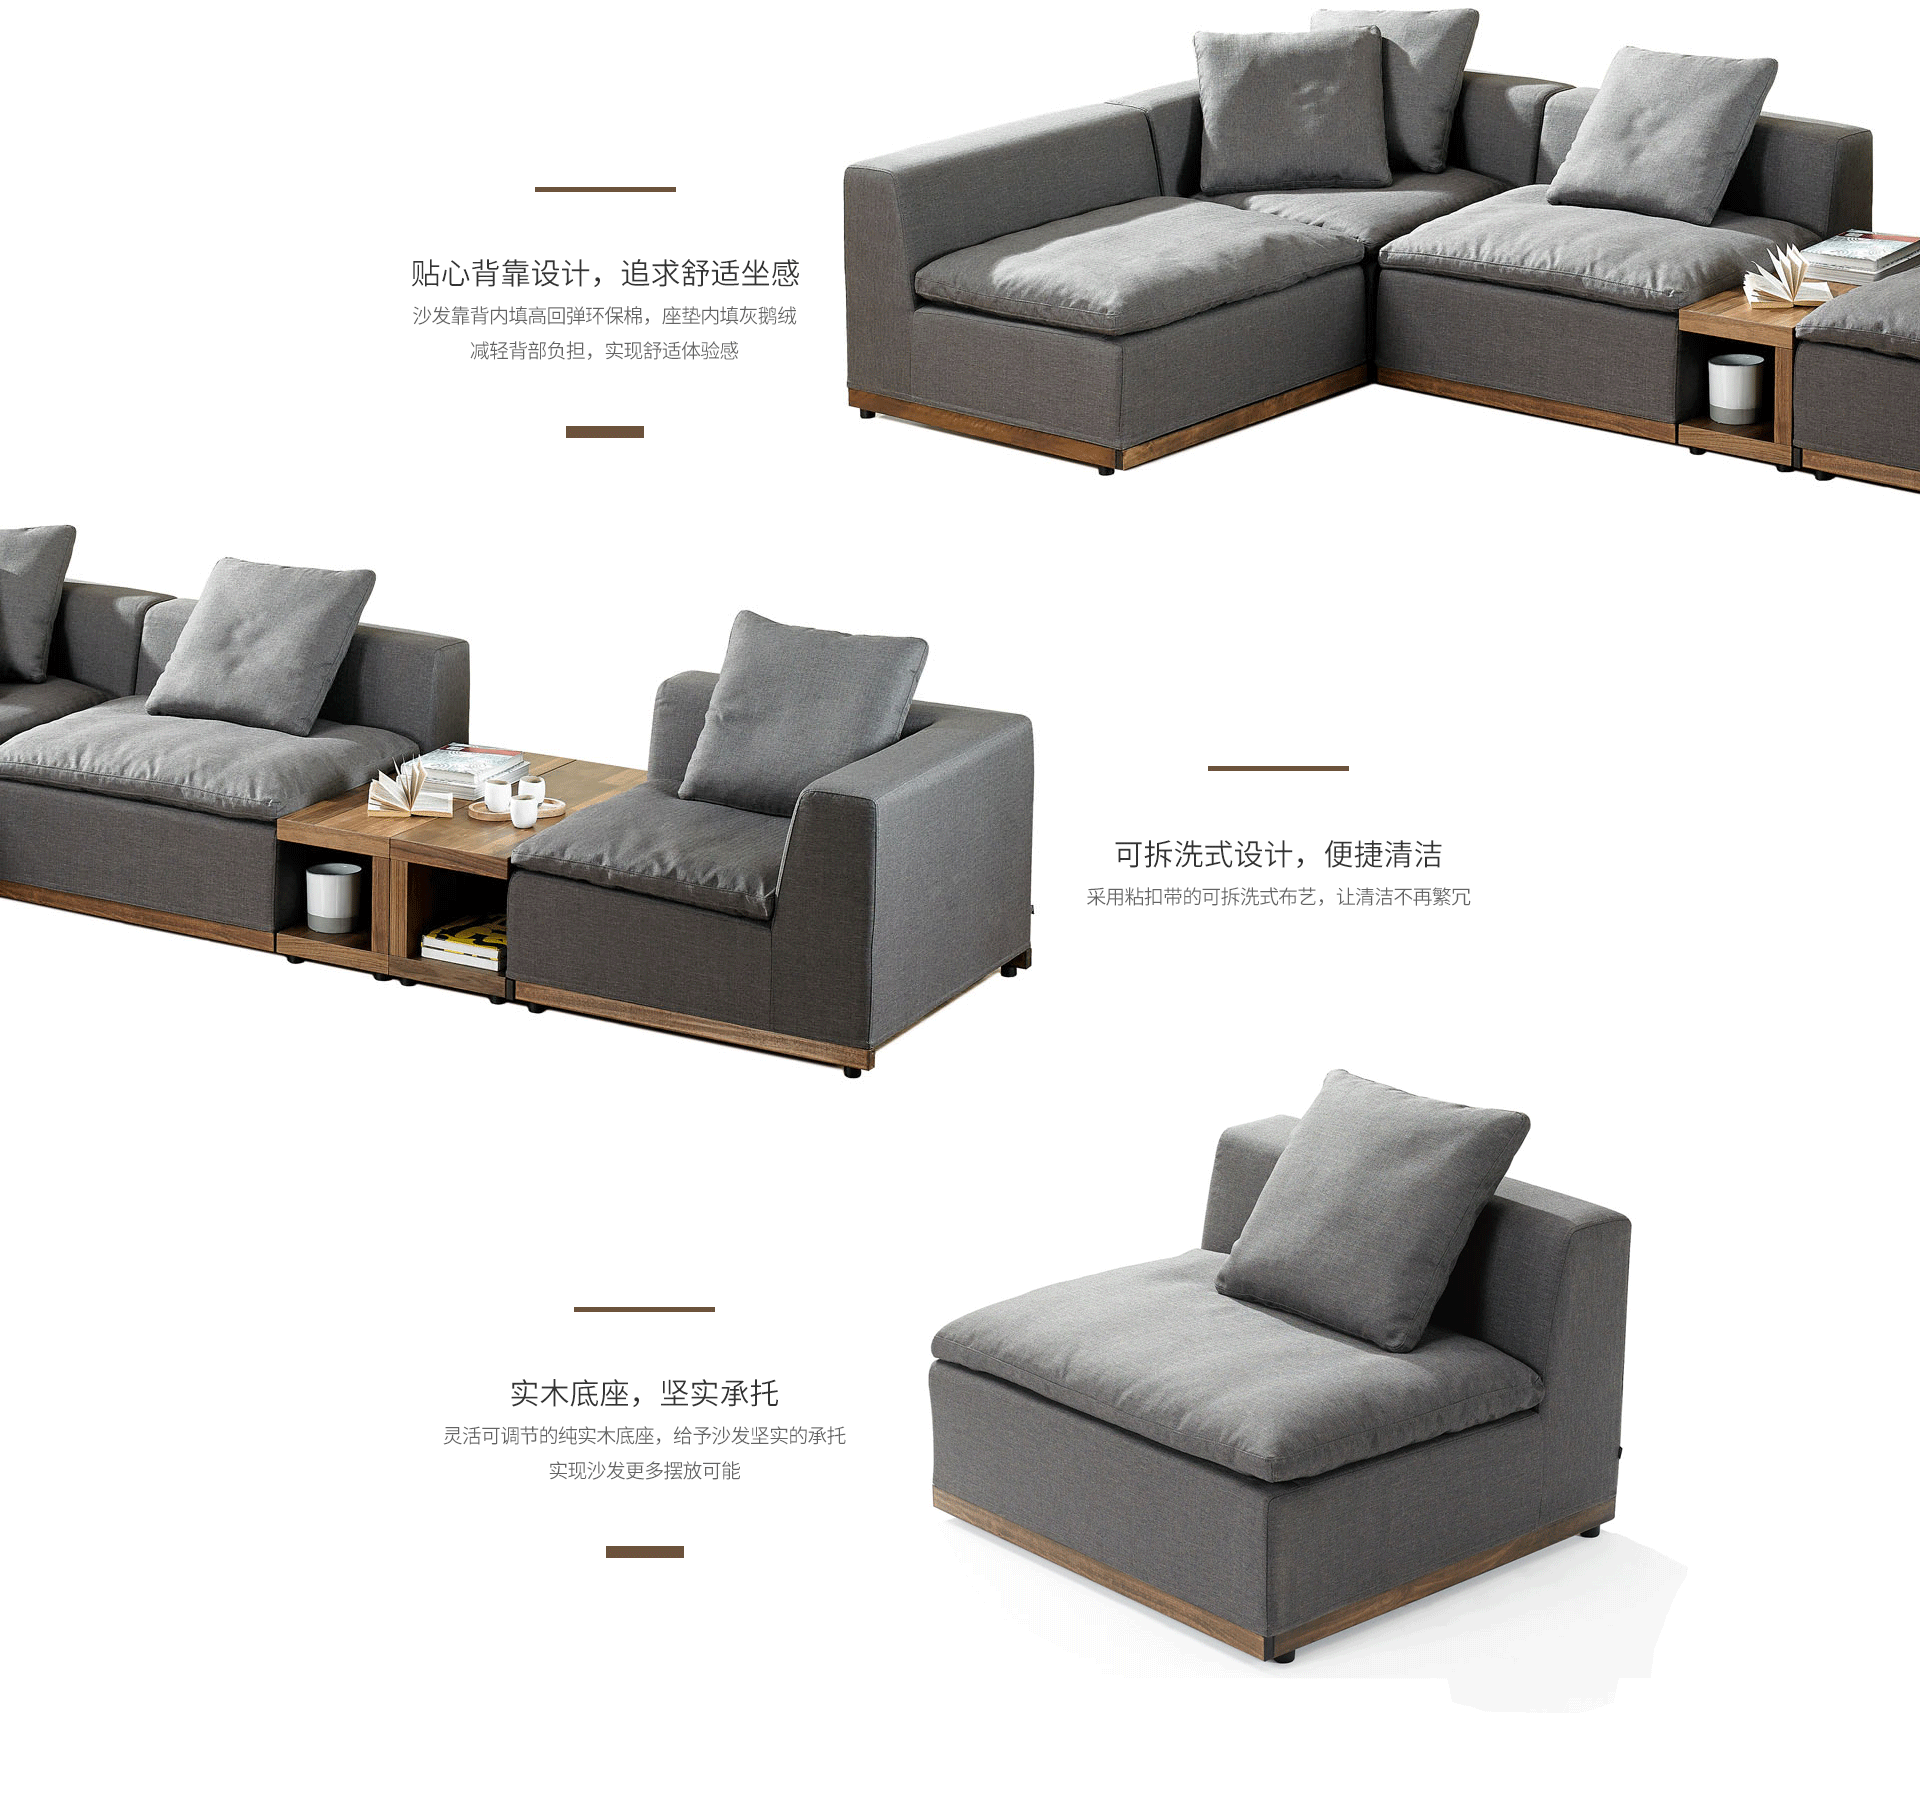 贴心背靠设计，追求舒适坐感
沙发靠背内填高回弹环保棉，座垫内填灰鹅绒
减轻背部负担，实现舒适体验感
可拆洗式设计，便捷清洁
采用粘扣带的可拆洗式布艺，让清洁不再繁冗
实木底座，坚实承托
灵活可调节的纯实木底座，给予沙发坚实的承托
实现沙发更多摆放可能